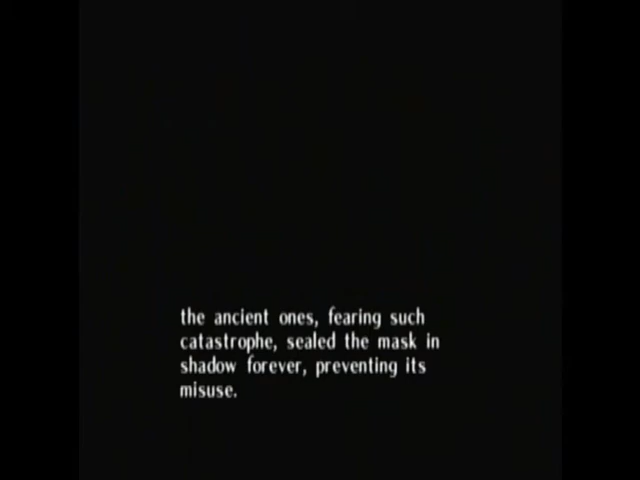 the ancient ones, fearing such
catastrophe, sealed the mask in
shadow forever, preventing its
misuse.